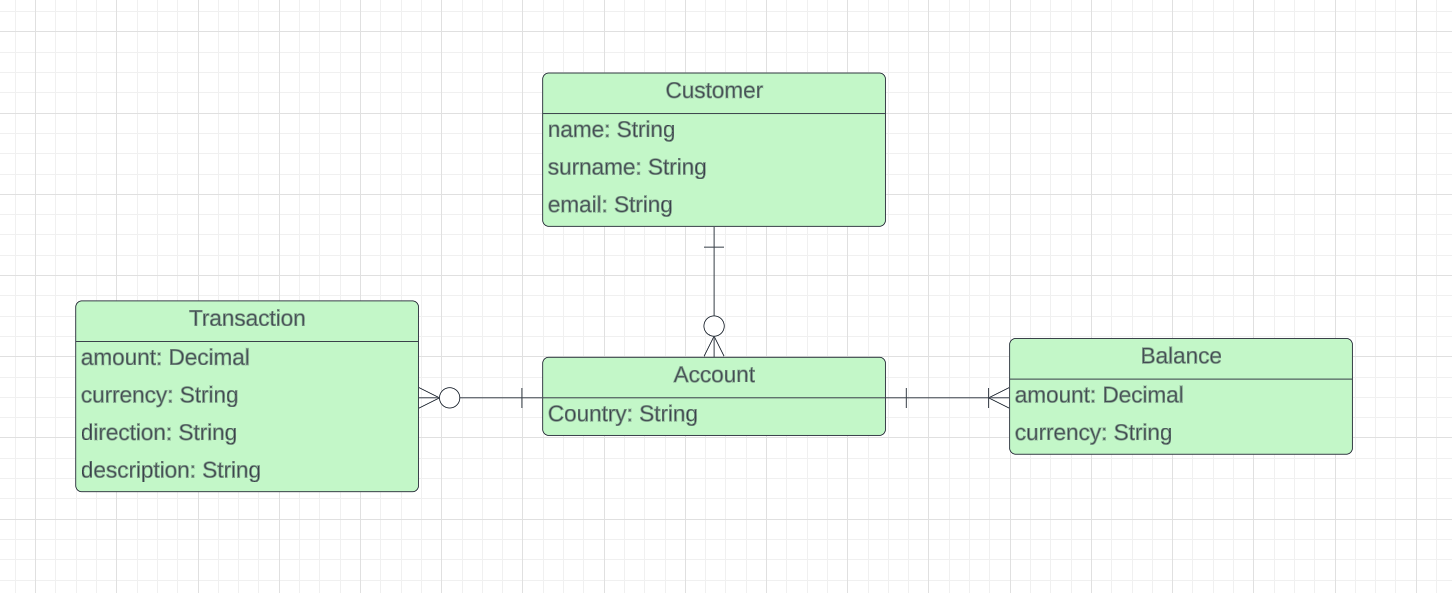 Customer
name: String
surname: String
email: String
Transaction
amount: Decimal
currency: String
direction: String
description: String
Account
Country: String
Balance
amount: Decimal
currency: String